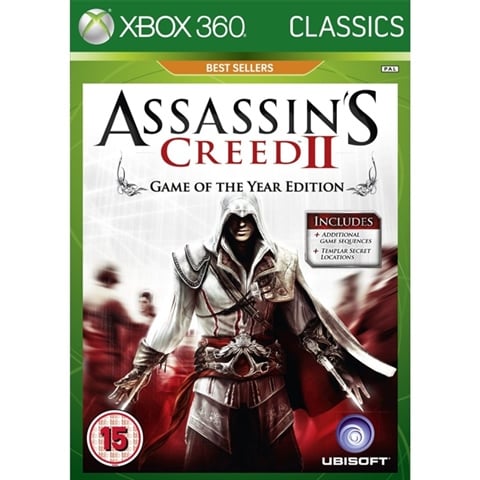 XBOX 360 CLASSICS
BEST SELLERS
PAL
ASSASSIN'S
CREED II
GAME OF THE YEAR EDITION
INCLUDES
+ ADDITIONAL
GAME SEQUENCES
+ TEMPLAR SECRET
LOCATIONS
15
UBISOFT